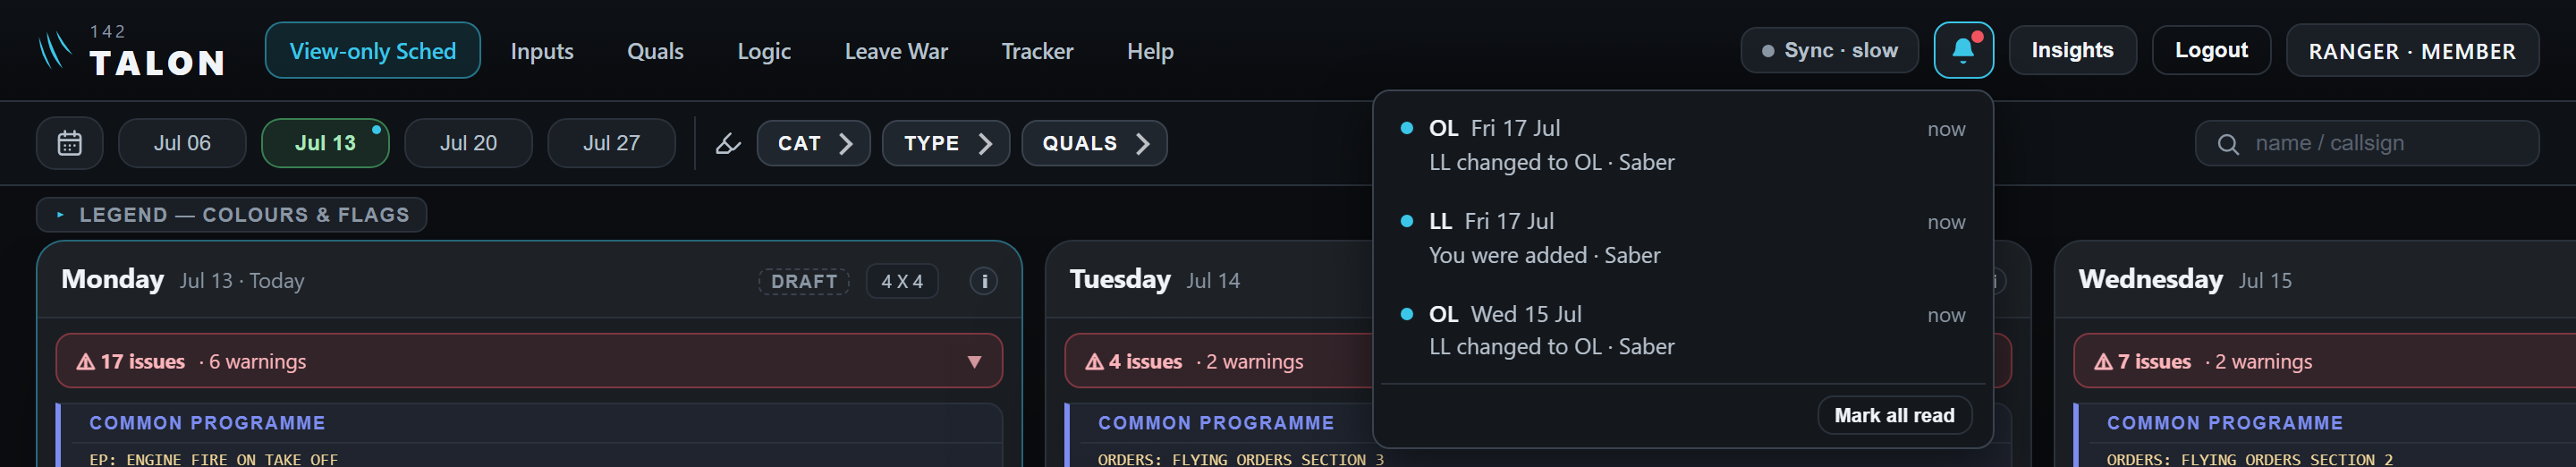 142
TALON
View-only Sched
Inputs
Quals
Logic
Leave War
Tracker
Help
Sync · slow
Insights
Logout
RANGER · MEMBER
Jul 06
Jul 13
Jul 20
Jul 27
CAT
TYPE
QUALS
name / callsign
OL Fri 17 Jul now
LL changed to OL · Saber
LL Fri 17 Jul now
You were added · Saber
OL Wed 15 Jul now
LL changed to OL · Saber
Mark all read
LEGEND — COLOURS & FLAGS
Monday Jul 13 · Today
DRAFT
4 X 4
i
17 issues · 6 warnings
COMMON PROGRAMME
EP: ENGINE FIRE ON TAKE OFF
Tuesday Jul 14
i
4 issues · 2 warnings
COMMON PROGRAMME
ORDERS: FLYING ORDERS SECTION 3
Wednesday Jul 15
7 issues · 2 warnings
COMMON PROGRAMME
ORDERS: FLYING ORDERS SECTION 2